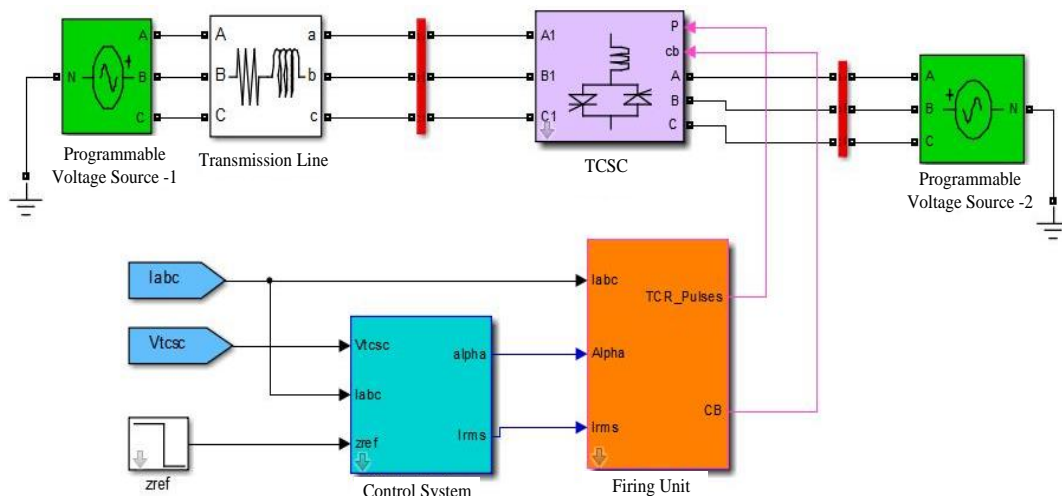 A
N
B
C
Programmable
Voltage Source -1
A
B
C
a
b
c
Transmission Line
A1
B1
C1
P
cb
A
B
C
TCSC
A
B
C
N
Programmable
Voltage Source -2
Iabc
Vtcsc
zref
Vtcsc
Iabc
zref
alpha
Irms
Control System
Iabc
Alpha
Irms
TCR_Pulses
CB
Firing Unit